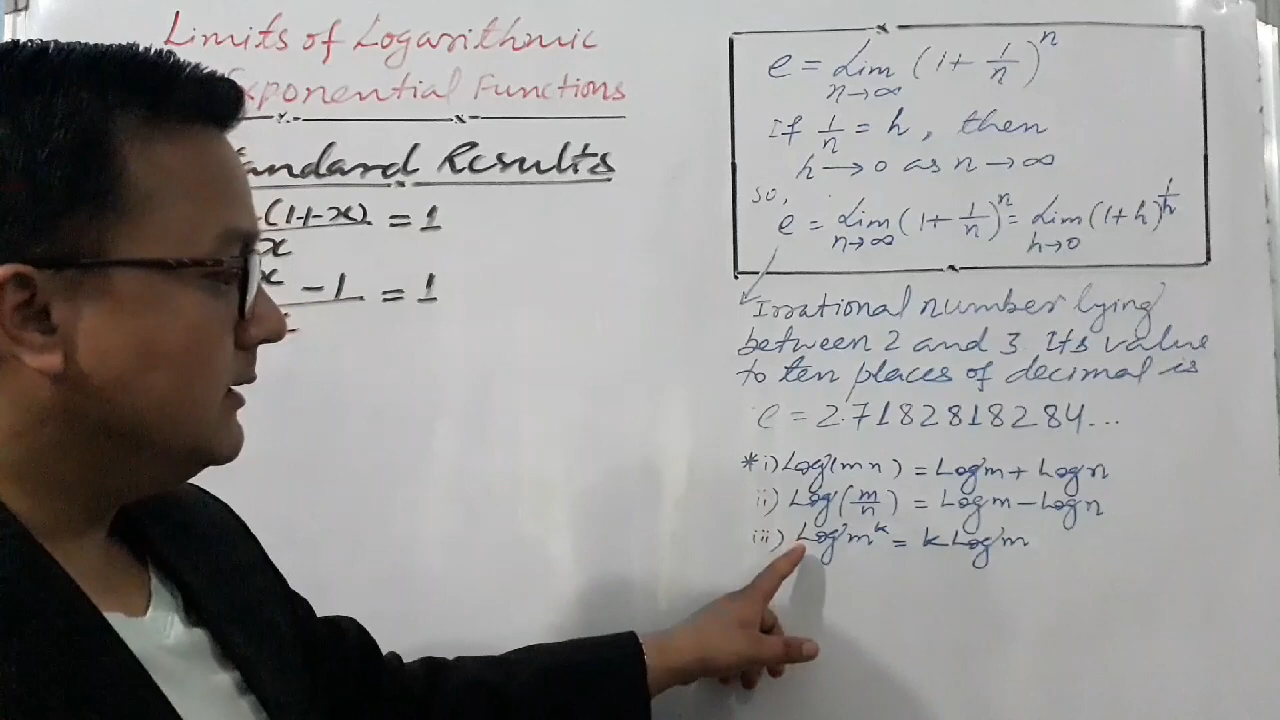 Limits of Logarithmic
xponential Functions
andard Results
(1+x)/x = 1
x - 1 = 1
e = Lim n→∞ (1 + 1/n)^n
If 1/n = h, then
h → 0 as n → ∞
so,
e = Lim n→∞ (1 + 1/n)^n = Lim h→0 (1 + h)^1/h
Irrational number lying
between 2 and 3. Its value
to ten places of decimal is
e = 2.7182818284...
*i) Log(mn) = Log m + Log n
ii) Log(m/n) = Log m - Log n
iii) Log m^k = k Log m